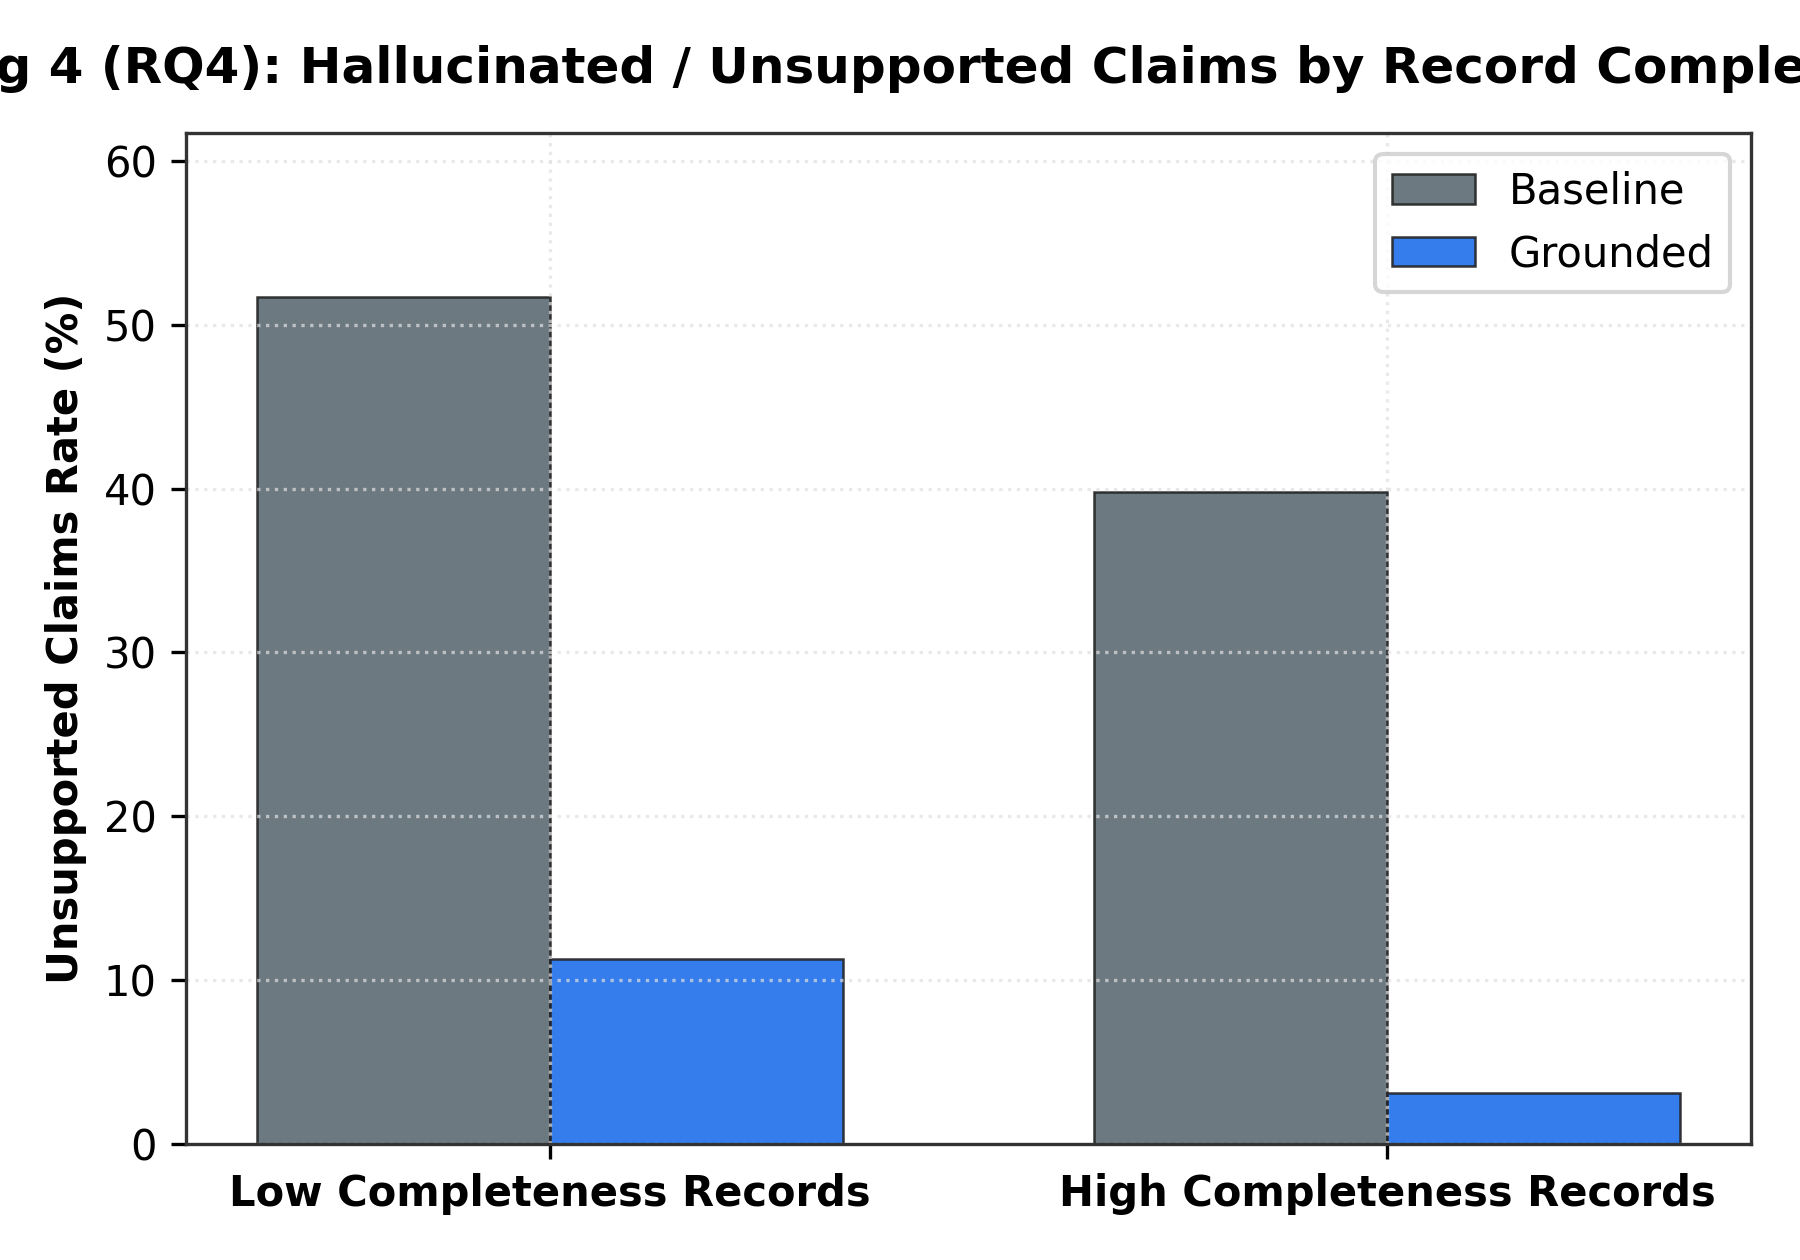 g 4 (RQ4): Hallucinated / Unsupported Claims by Record Comple
60
50
40
30
20
10
0
Unsupported Claims Rate (%)
Baseline
Grounded
Low Completeness Records
High Completeness Records